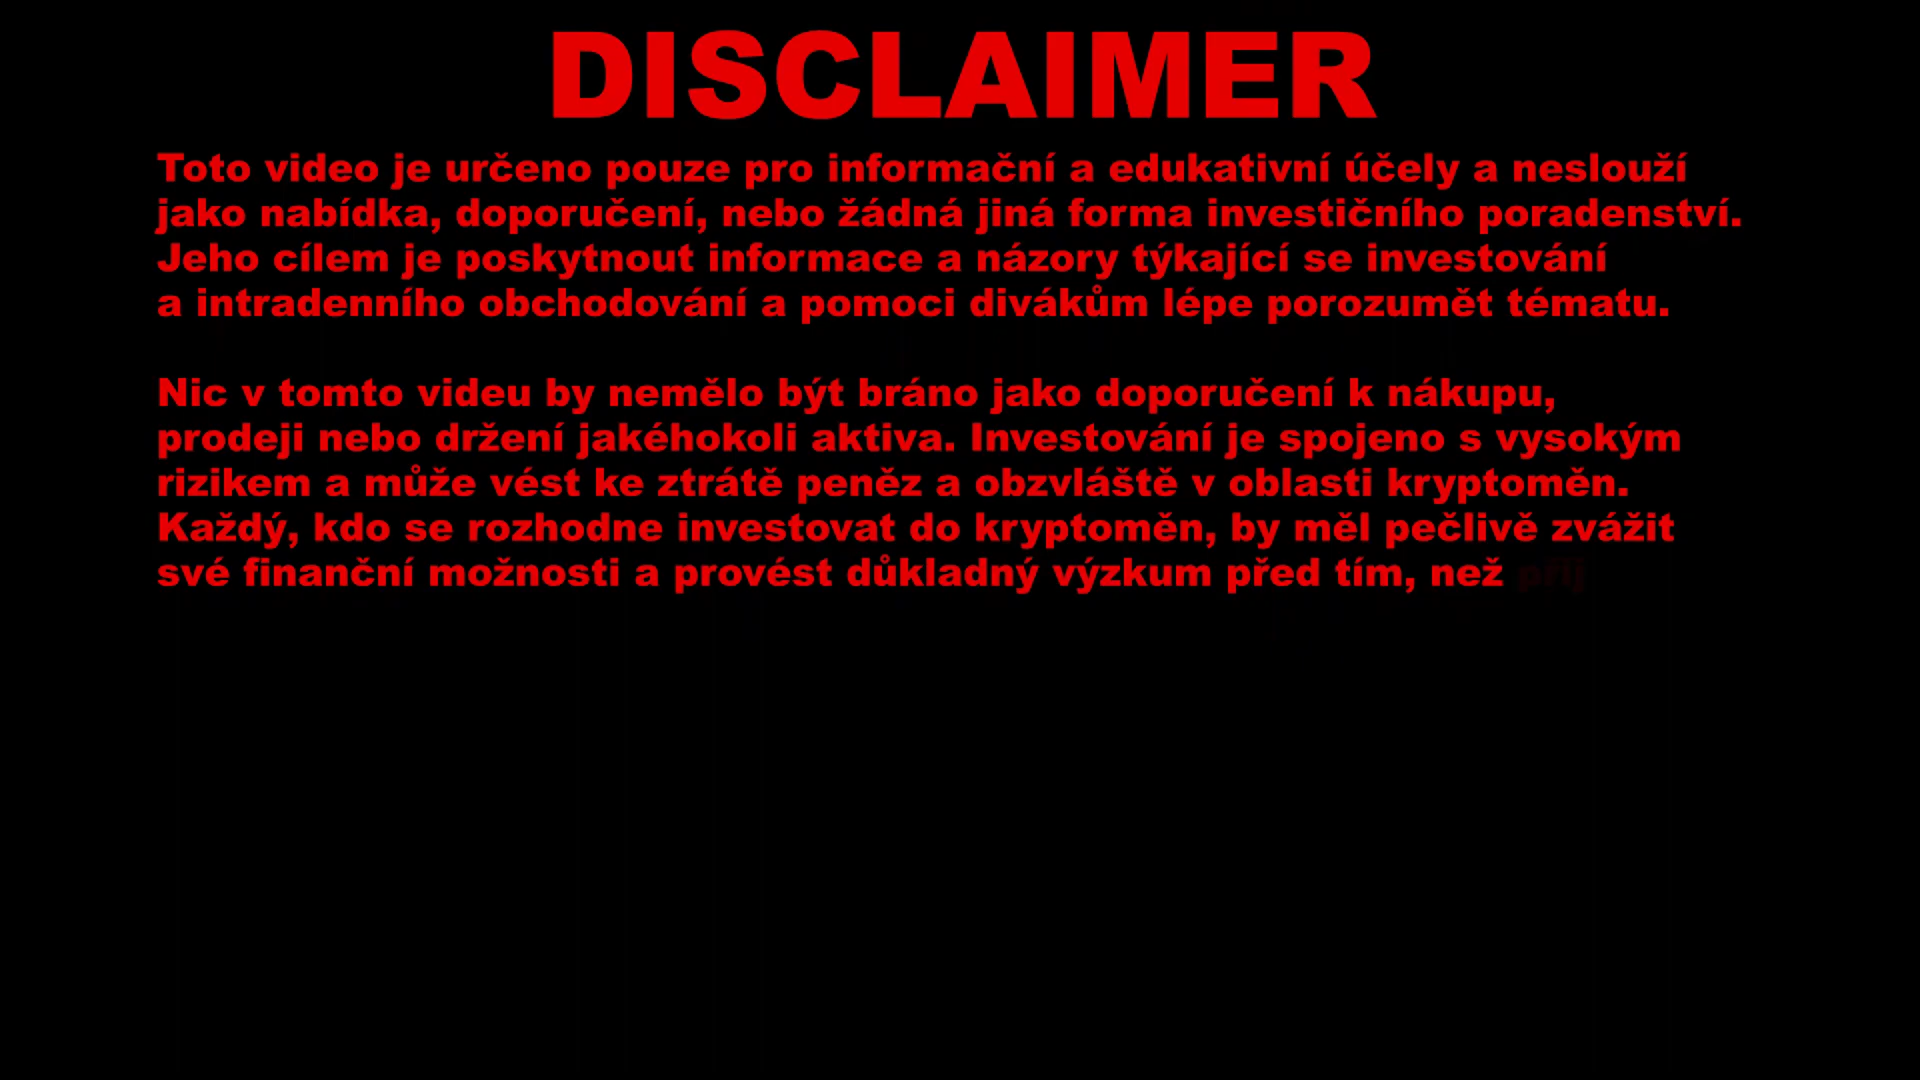 DISCLAIMER
Toto video je určeno pouze pro informační a edukativní účely a neslouží
jako nabídka, doporučení, nebo žádná jiná forma investičního poradenství.
Jeho cílem je poskytnout informace a názory týkající se investování
a intradenního obchodování a pomoci divákům lépe porozumět tématu.
Nic v tomto videu by nemělo být bráno jako doporučení k nákupu,
prodeji nebo držení jakéhokoli aktiva. Investování je spojeno s vysokým
rizikem a může vést ke ztrátě peněz a obzvláště v oblasti kryptoměn.
Každý, kdo se rozhodne investovat do kryptoměn, by měl pečlivě zvážit
své finanční možnosti a provést důkladný výzkum před tím, než